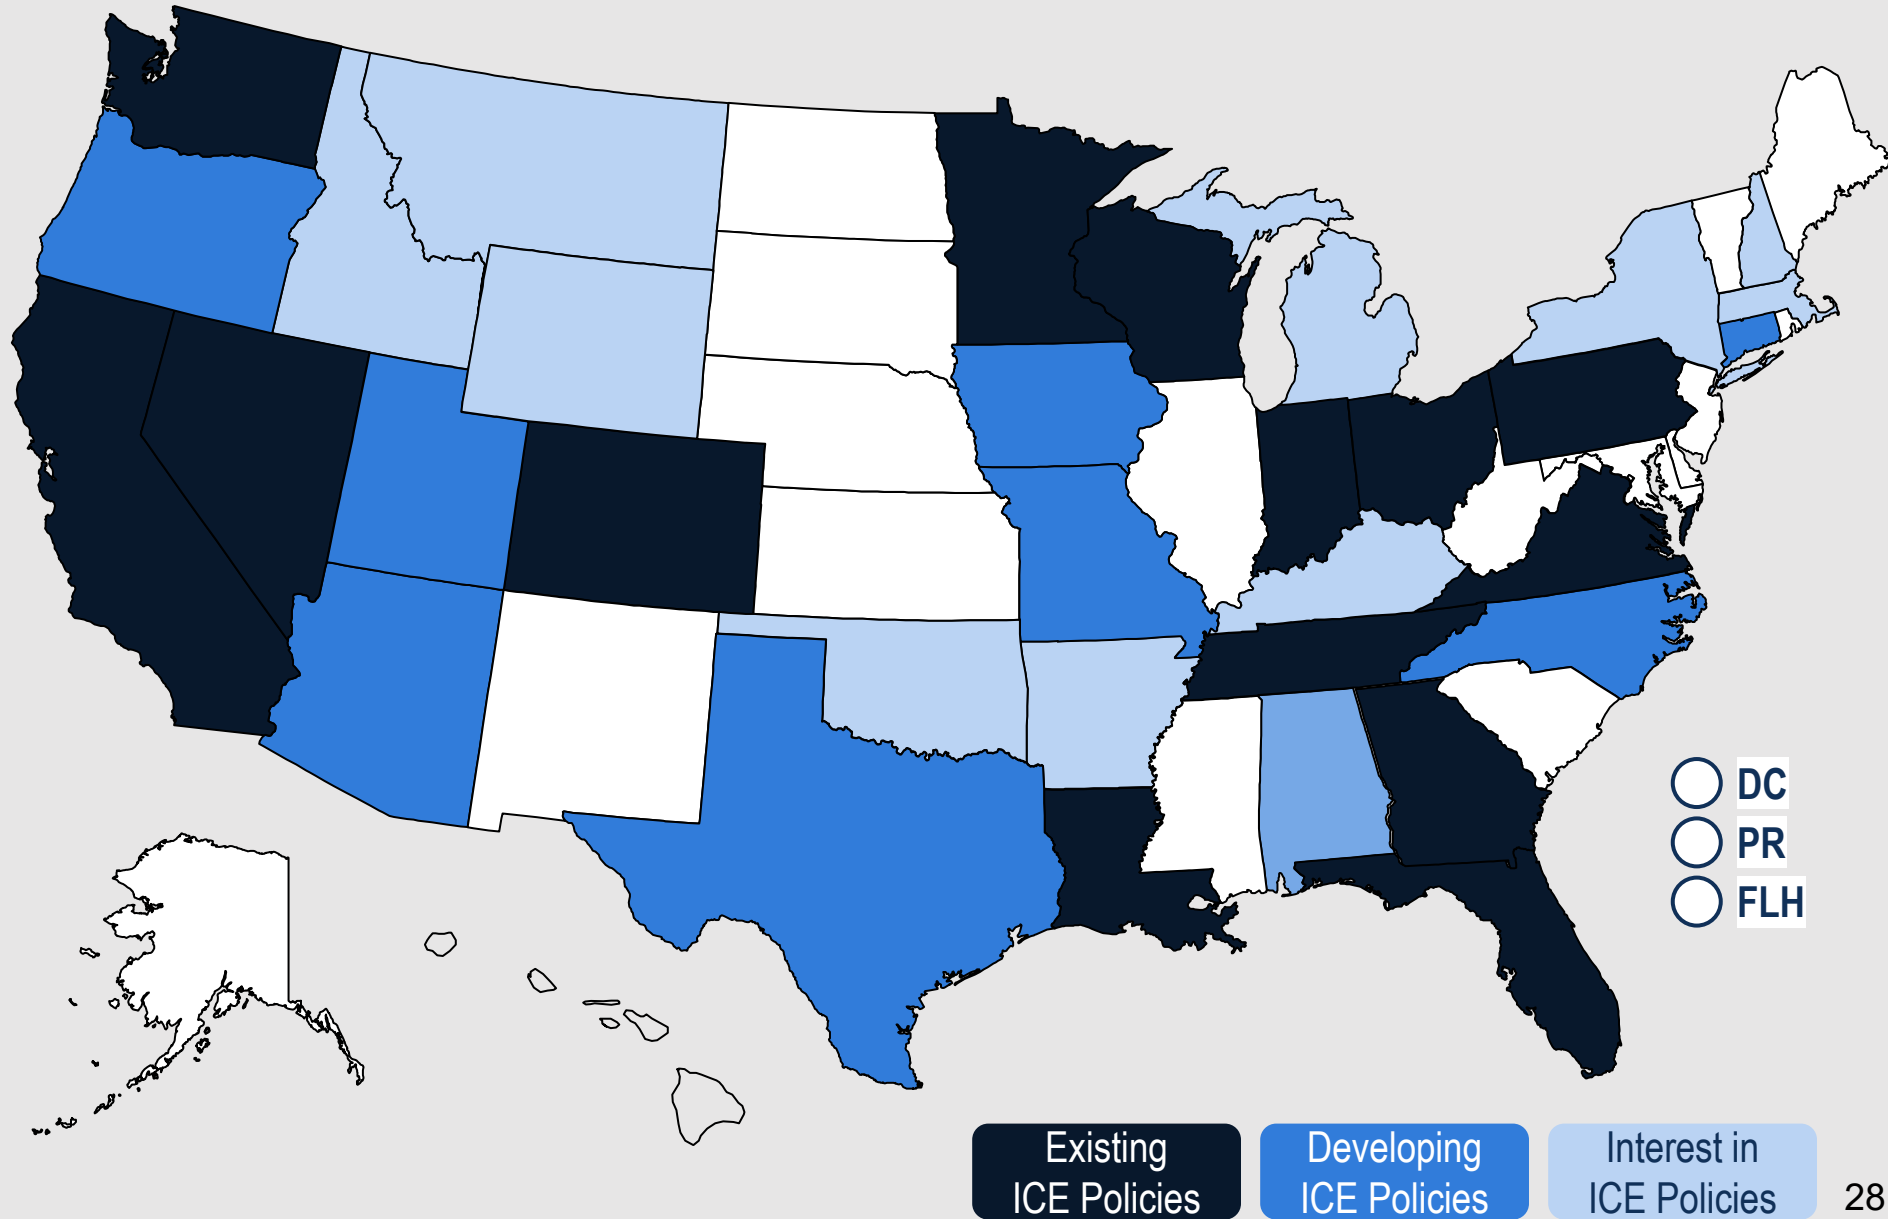 DC
PR
FLH
Existing
ICE Policies
Developing
ICE Policies
Interest in
ICE Policies
28